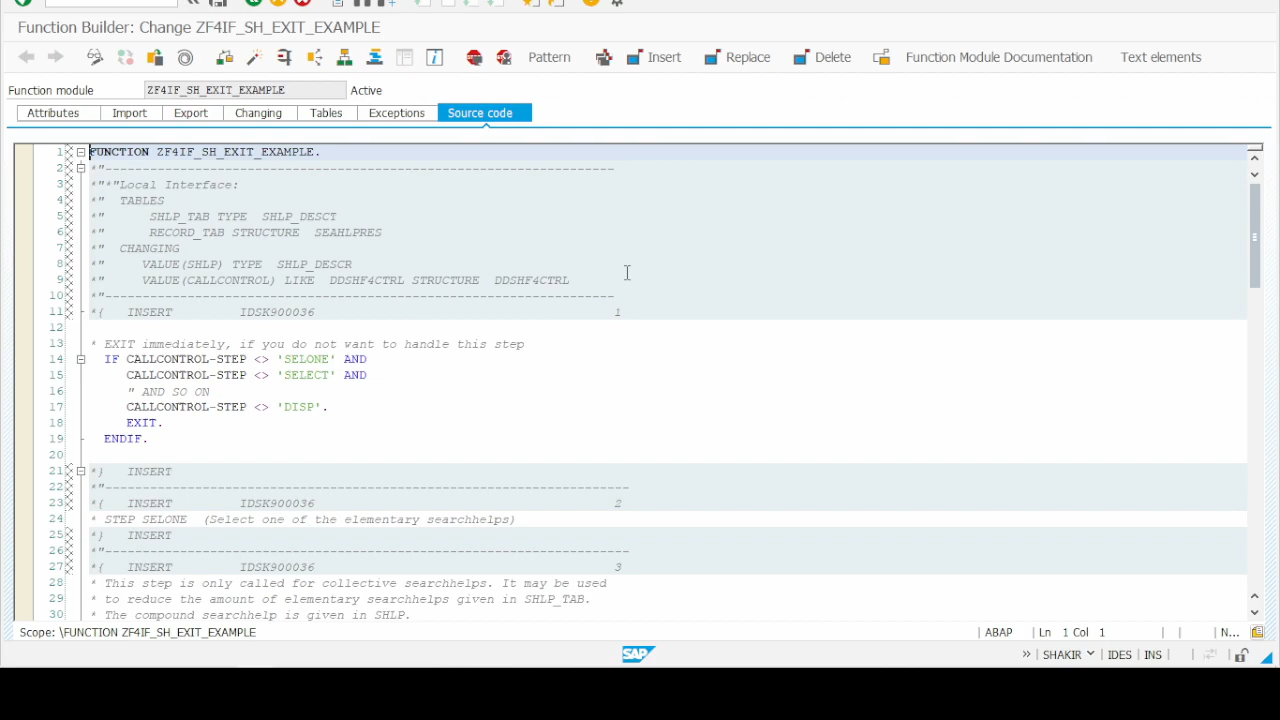 Function Builder: Change ZF4IF_SH_EXIT_EXAMPLE
Pattern Insert Replace Delete Function Module Documentation Text elements
Function module ZF4IF_SH_EXIT_EXAMPLE Active
Attributes Import Export Changing Tables Exceptions Source code
1 FUNCTION ZF4IF_SH_EXIT_EXAMPLE.
2 *"----------------------------------------------------------------------
3 *"*"Local Interface:
4 *"  TABLES
5 *"      SHLP_TAB TYPE  SHLP_DESCT
6 *"      RECORD_TAB STRUCTURE  SEAHLPRES
7 *"  CHANGING
8 *"     VALUE(SHLP) TYPE  SHLP_DESCR
9 *"     VALUE(CALLCONTROL) LIKE  DDSHF4CTRL STRUCTURE  DDSHF4CTRL
10 *"----------------------------------------------------------------------
11 *{   INSERT         IDSK900036                                        1
12
13 * EXIT immediately, if you do not want to handle this step
14   IF CALLCONTROL-STEP <> 'SELONE' AND
15      CALLCONTROL-STEP <> 'SELECT' AND
16      " AND SO ON
17      CALLCONTROL-STEP <> 'DISP'.
18      EXIT.
19   ENDIF.
20
21 *}   INSERT
22 *"------------------------------------------------------------------------
23 *{   INSERT         IDSK900036                                        2
24 * STEP SELONE  (Select one of the elementary searchhelps)
25 *}   INSERT
26 *"------------------------------------------------------------------------
27 *{   INSERT         IDSK900036                                        3
28 * This step is only called for collective searchhelps. It may be used
29 * to reduce the amount of elementary searchhelps given in SHLP_TAB.
30 * The compound searchhelp is given in SHLP.
Scope: \FUNCTION ZF4IF_SH_EXIT_EXAMPLE ABAP Ln 1 Col 1 N...
SAP » SHAKIR IDES INS